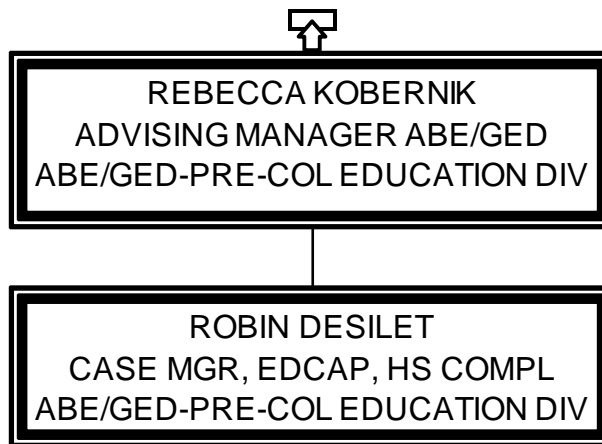 REBECCA KOBERNIK
ADVISING MANAGER ABE/GED
ABE/GED-PRE-COL EDUCATION DIV
ROBIN DESILET
CASE MGR, EDCAP, HS COMPL
ABE/GED-PRE-COL EDUCATION DIV